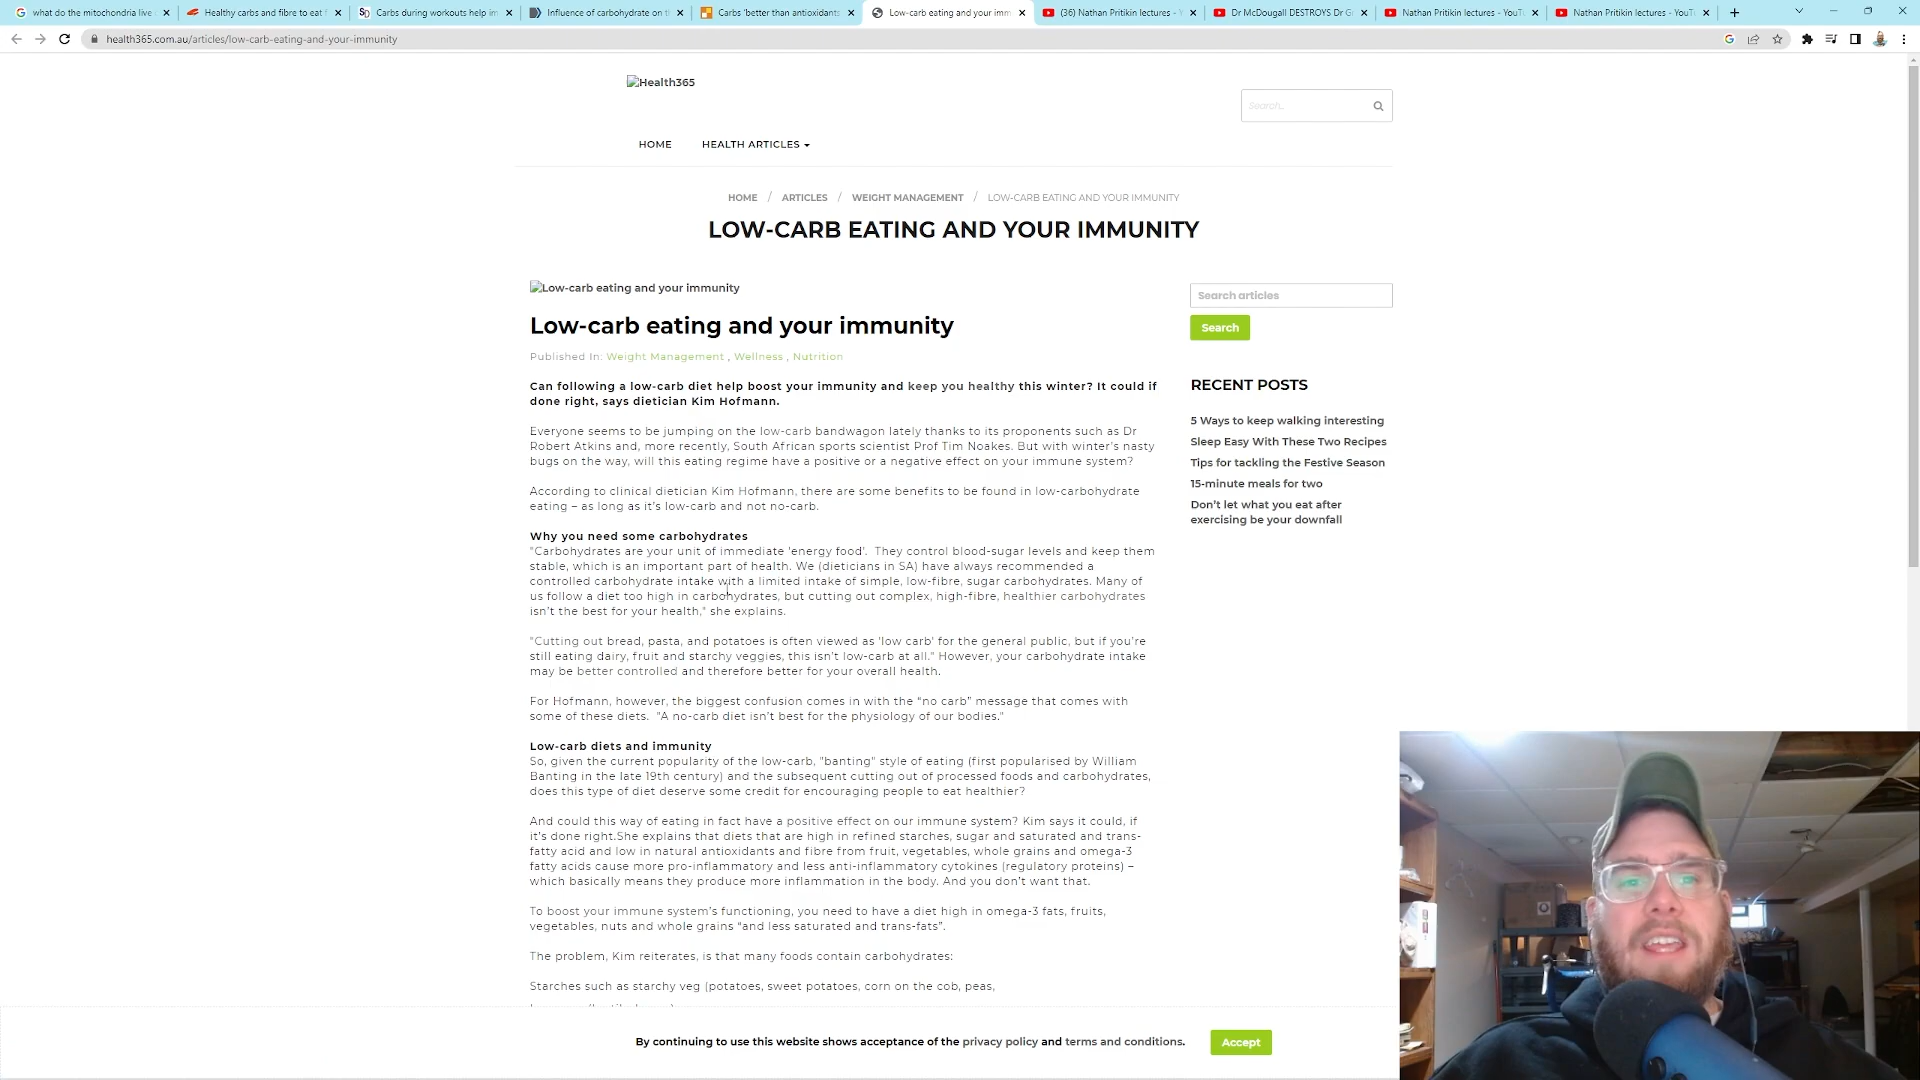 what do the mitochondria live
Healthy carbs and fibre to eat f
Carbs during workouts help im
Influence of carbohydrate on t
Carbs 'better than antioxidants
Low-carb eating and your imm
(36) Nathan Pritikin lectures - Y
Dr McDougall DESTROYS Dr G
Nathan Pritikin lectures - YouTu
Nathan Pritikin lectures - YouTu
health365.com.au/articles/low-carb-eating-and-your-immunity
Health365
Search...
HOME HEALTH ARTICLES
HOME / ARTICLES / WEIGHT MANAGEMENT / LOW-CARB EATING AND YOUR IMMUNITY
LOW-CARB EATING AND YOUR IMMUNITY
Low-carb eating and your immunity
Low-carb eating and your immunity
Published In: Weight Management , Wellness , Nutrition
Can following a low-carb diet help boost your immunity and keep you healthy this winter? It could if
done right, says dietician Kim Hofmann.
Everyone seems to be jumping on the low-carb bandwagon lately thanks to its proponents such as Dr
Robert Atkins and, more recently, South African sports scientist Prof Tim Noakes. But with winter's nasty
bugs on the way, will this eating regime have a positive or a negative effect on your immune system?
According to clinical dietician Kim Hofmann, there are some benefits to be found in low-carbohydrate
eating – as long as it's low-carb and not no-carb.
Why you need some carbohydrates
"Carbohydrates are your unit of immediate 'energy food'. They control blood-sugar levels and keep them
stable, which is an important part of health. We (dieticians in SA) have always recommended a
controlled carbohydrate intake with a limited intake of simple, low-fibre, sugar carbohydrates. Many of
us follow a diet too high in carbohydrates, but cutting out complex, high-fibre, healthier carbohydrates
isn't the best for your health," she explains.
"Cutting out bread, pasta, and potatoes is often viewed as 'low carb' for the general public, but if you're
still eating dairy, fruit and starchy veggies, this isn't low-carb at all." However, your carbohydrate intake
may be better controlled and therefore better for your overall health.
For Hofmann, however, the biggest confusion comes in with the “no carb” message that comes with
some of these diets. "A no-carb diet isn't best for the physiology of our bodies."
Low-carb diets and immunity
So, given the current popularity of the low-carb, "banting" style of eating (first popularised by William
Banting in the late 19th century) and the subsequent cutting out of processed foods and carbohydrates,
does this type of diet deserve some credit for encouraging people to eat healthier?
And could this way of eating in fact have a positive effect on our immune system? Kim says it could, if
it's done right.She explains that diets that are high in refined starches, sugar and saturated and trans-
fatty acid and low in natural antioxidants and fibre from fruit, vegetables, whole grains and omega-3
fatty acids cause more pro-inflammatory and less anti-inflammatory cytokines (regulatory proteins) –
which basically means they produce more inflammation in the body. And you don't want that.
To boost your immune system's functioning, you need to have a diet high in omega-3 fats, fruits,
vegetables, nuts and whole grains “and less saturated and trans-fats”.
The problem, Kim reiterates, is that many foods contain carbohydrates:
Starches such as starchy veg (potatoes, sweet potatoes, corn on the cob, peas,
Search articles
Search
RECENT POSTS
5 Ways to keep walking interesting
Sleep Easy With These Two Recipes
Tips for tackling the Festive Season
15-minute meals for two
Don't let what you eat after
exercising be your downfall
By continuing to use this website shows acceptance of the privacy policy and terms and conditions.
Accept